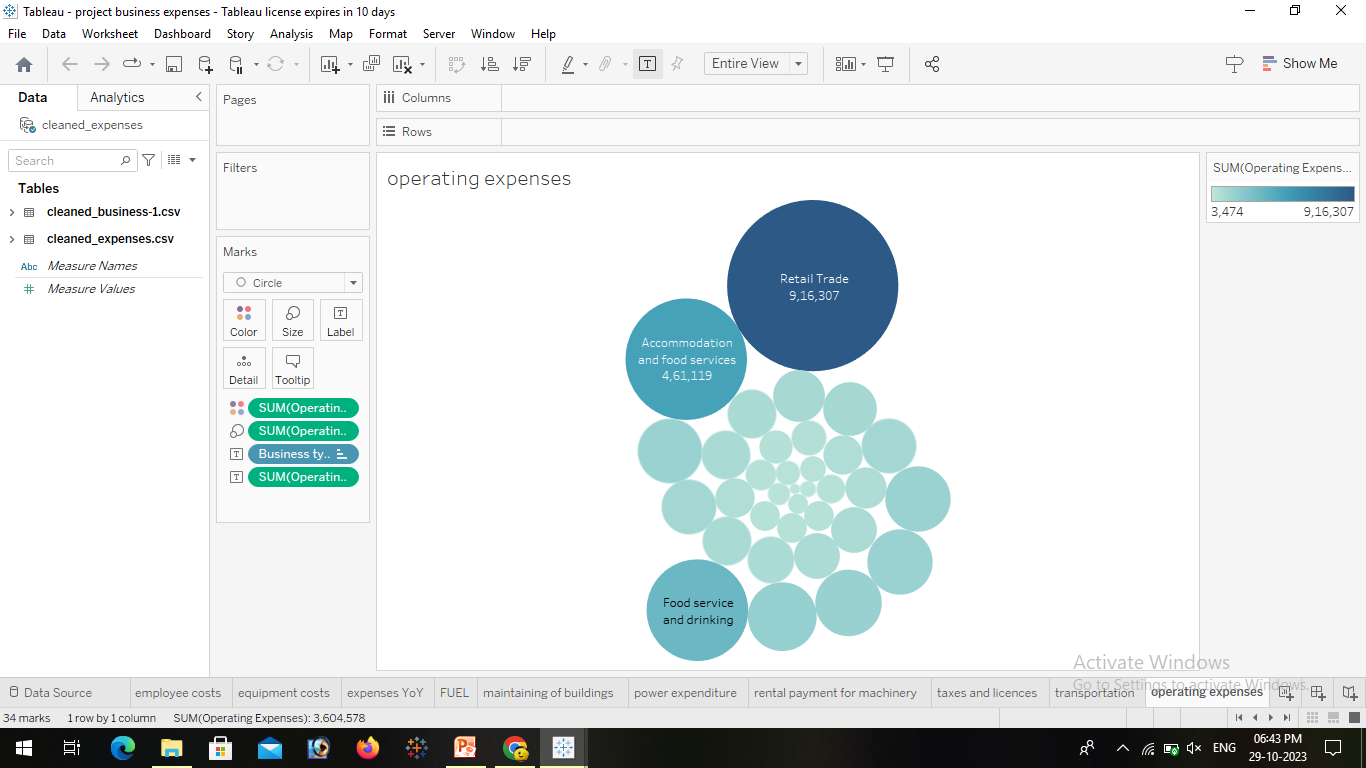 Tableau - project business expenses - Tableau license expires in 10 days
File Data Worksheet Dashboard Story Analysis Map Format Server Window Help
Entire View
Show Me
Data Analytics
Pages
Columns
cleaned_expenses
Rows
Search
Filters
operating expenses
SUM(Operating Expens...
3,474 9,16,307
Tables
cleaned_business-1.csv
cleaned_expenses.csv
Abc Measure Names
Measure Values
Marks
Circle
Color Size Label
Detail Tooltip
SUM(Operatin..
SUM(Operatin..
Business ty..
SUM(Operatin..
Retail Trade
9,16,307
Accommodation
and food services
4,61,119
Food service
and drinking
Activate Windows
Go to Settings to activate Windows.
Data Source employee costs equipment costs expenses YoY FUEL maintaining of buildings power expenditure rental payment for machinery taxes and licences transportation operating expenses
34 marks 1 row by 1 column SUM(Operating Expenses): 3,604,578
ENG
06:43 PM
29-10-2023